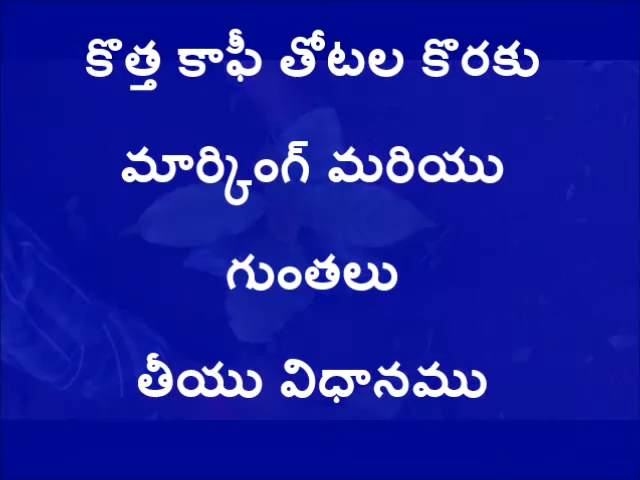 కొత్త కాఫీ తోటల కొరకు
మార్కింగ్ మరియు
గుంతలు
తీయు విధానము